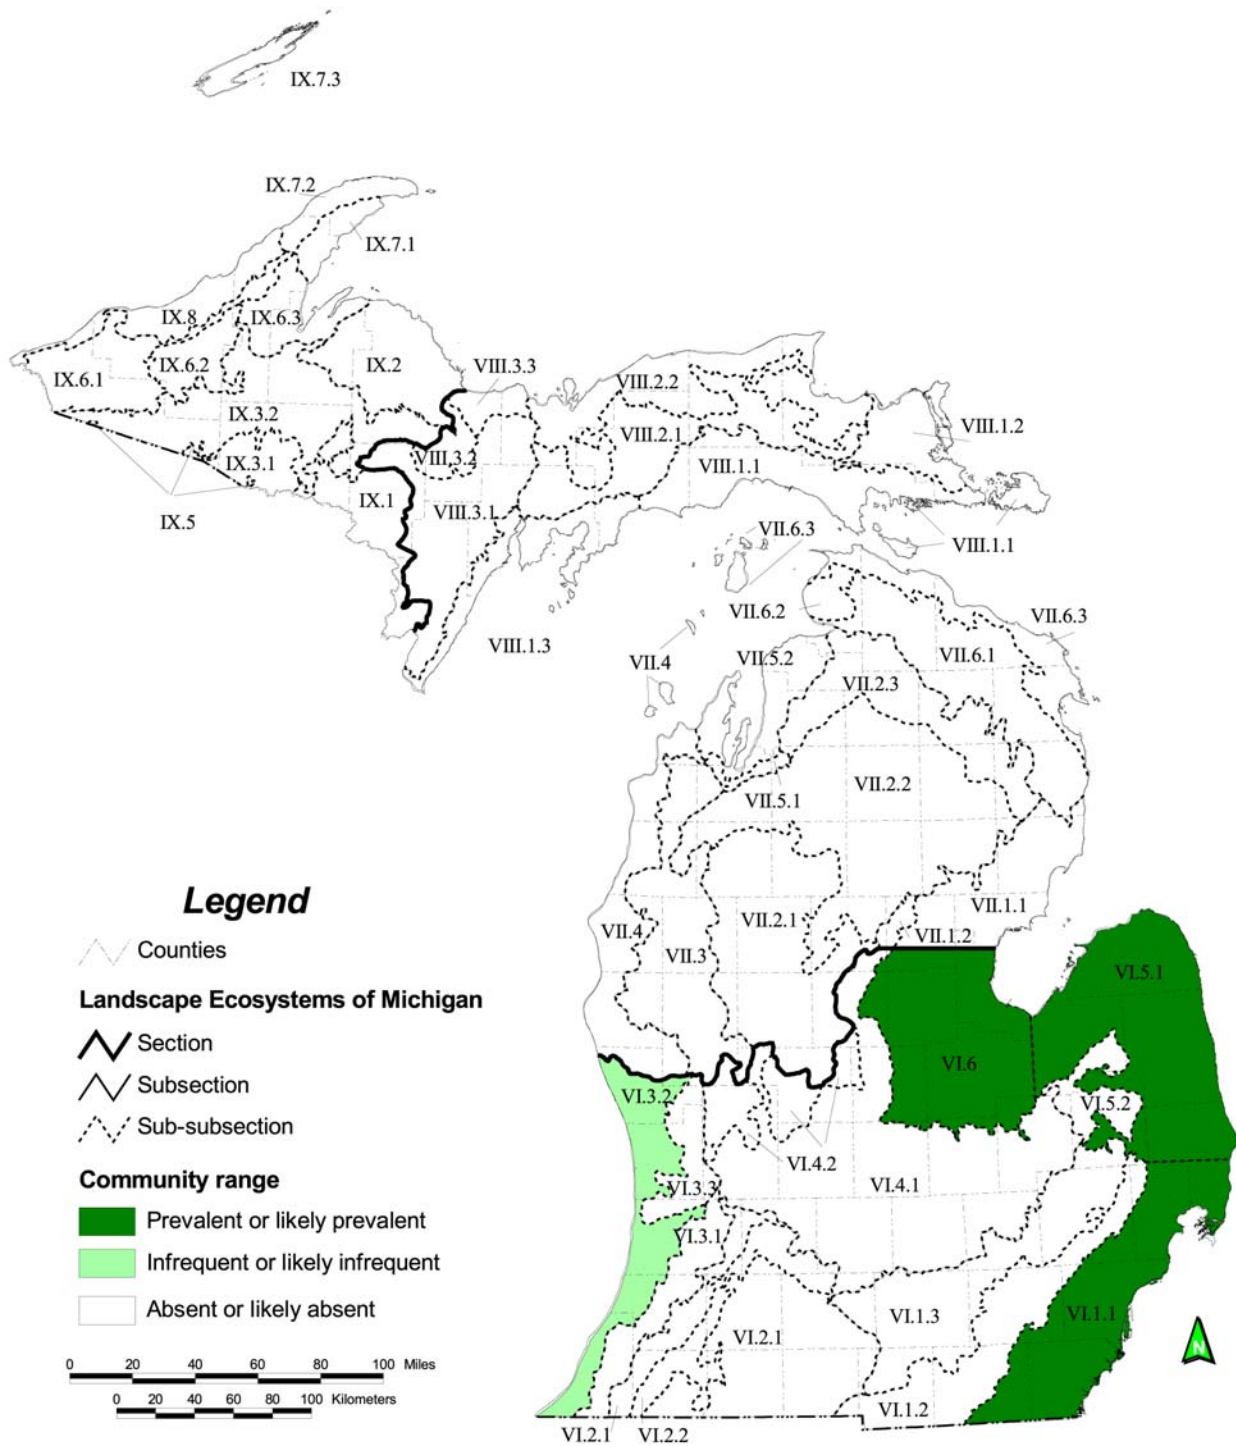 IX.7.3
IX.7.2
IX.7.1
IX.8
IX.6.3
IX.2
VIII.3.3
IX.6.2
IX.6.1
VIII.2.2
IX.3.2
VIII.2.1
VIII.1.2
VIII.3.2
IX.3.1
VIII.1.1
IX.1
VIII.3.1
IX.5
VII.6.3
VIII.1.1
VII.6.2
VII.6.3
VIII.1.3
VII.4
VII.5.2
VII.6.1
VII.2.3
VII.5.1
VII.2.2
VII.1.1
VII.4
VII.2.1
VII.1.2
VII.3
VI.5.1
VI.6
VI.3.2
VI.5.2
VI.4.2
VI.3.3
VI.4.1
VI.3.1
VI.1.3
VI.1.1
VI.2.1
VI.1.2
VI.2.1
VI.2.2
Legend
Counties
Landscape Ecosystems of Michigan
Section
Subsection
Sub-subsection
Community range
Prevalent or likely prevalent
Infrequent or likely infrequent
Absent or likely absent
0 20 40 60 80 100 Miles
0 20 40 60 80 100 Kilometers
N